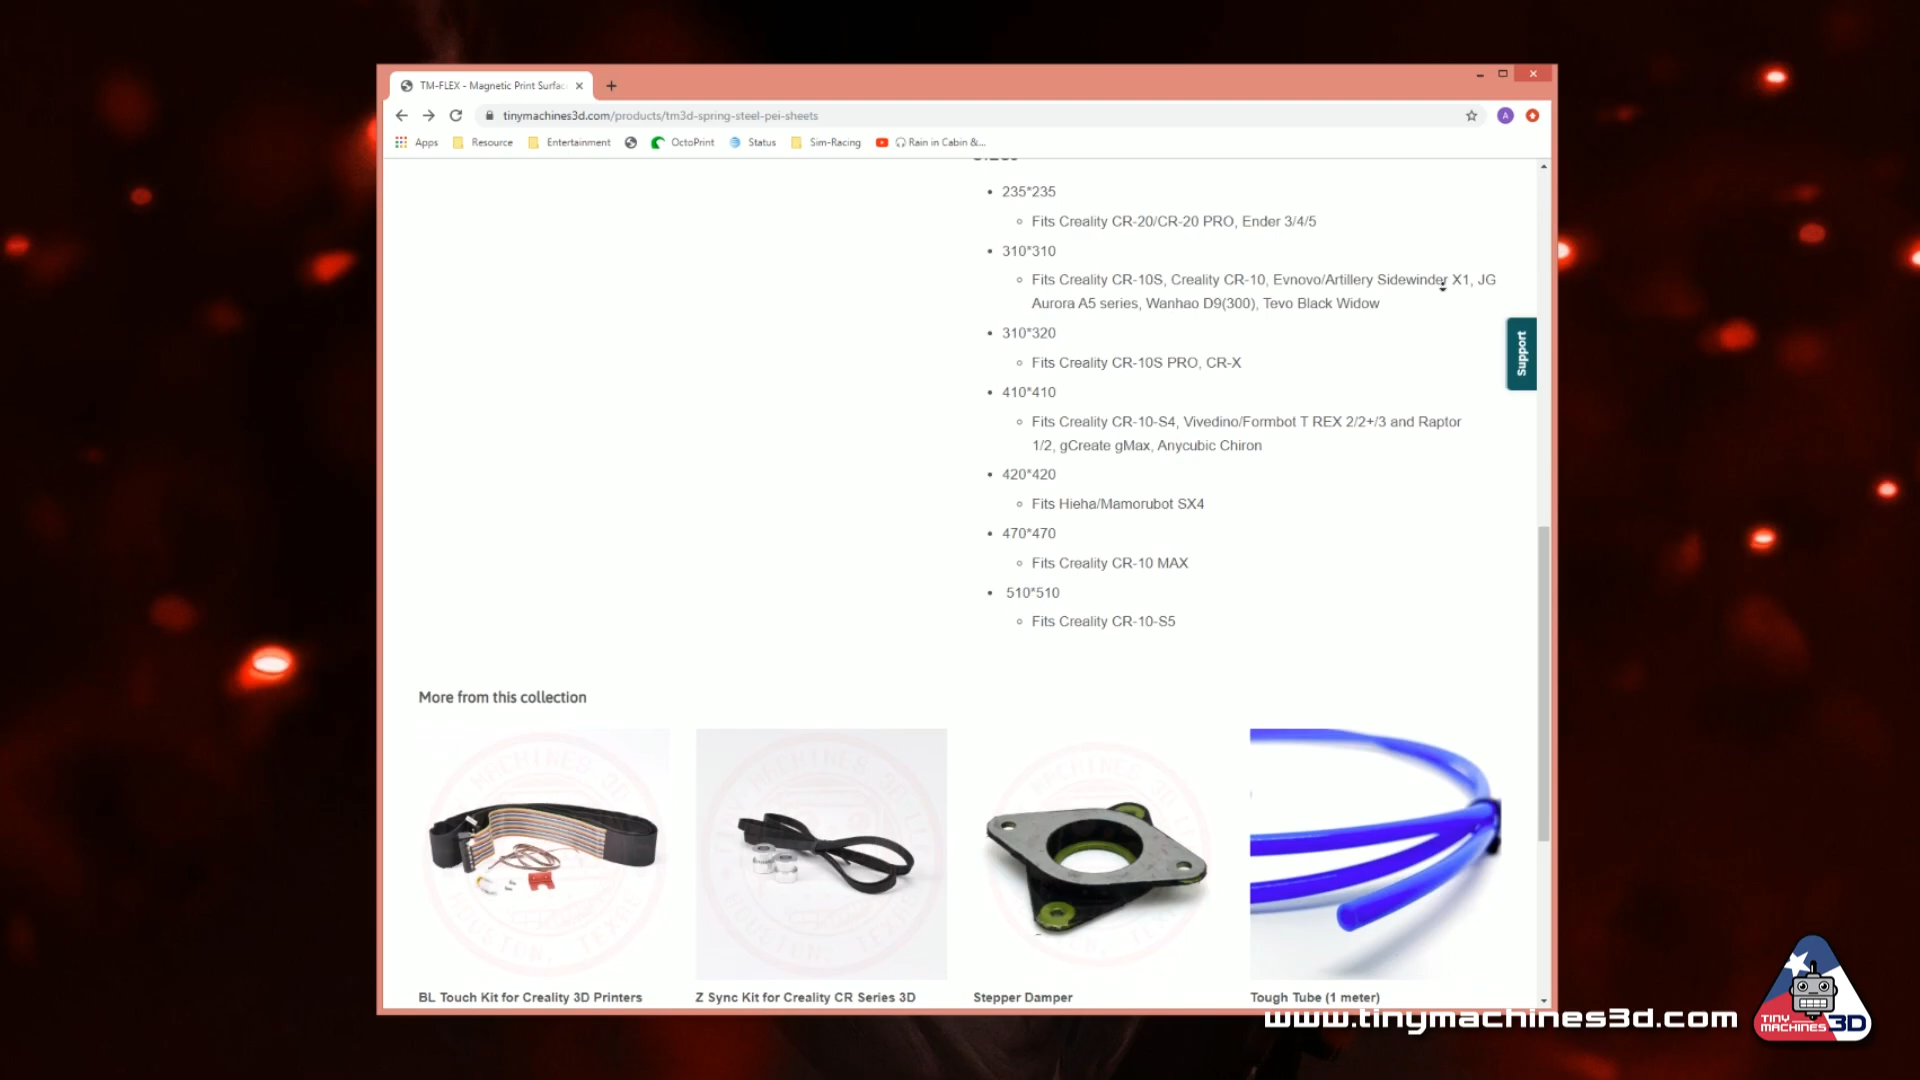 TM-FLEX - Magnetic Print Surfac
tinymachines3d.com/products/tm3d-spring-steel-pei-sheets
A
Apps
Resource
Entertainment
OctoPrint
Status
Sim-Racing
Rain in Cabin &...
235*235
Fits Creality CR-20/CR-20 PRO, Ender 3/4/5
310*310
Fits Creality CR-10S, Creality CR-10, Evnovo/Artillery Sidewinder X1, JG
Aurora A5 series, Wanhao D9(300), Tevo Black Widow
310*320
Fits Creality CR-10S PRO, CR-X
Support
410*410
Fits Creality CR-10-S4, Vivedino/Formbot T REX 2/2+/3 and Raptor
1/2, gCreate gMax, Anycubic Chiron
420*420
Fits Hieha/Mamorubot SX4
470*470
Fits Creality CR-10 MAX
510*510
Fits Creality CR-10-S5
More from this collection
BL Touch Kit for Creality 3D Printers
Z Sync Kit for Creality CR Series 3D
Stepper Damper
Tough Tube (1 meter)
www.tinymachines3d.com
TINY
MACHINES 3D